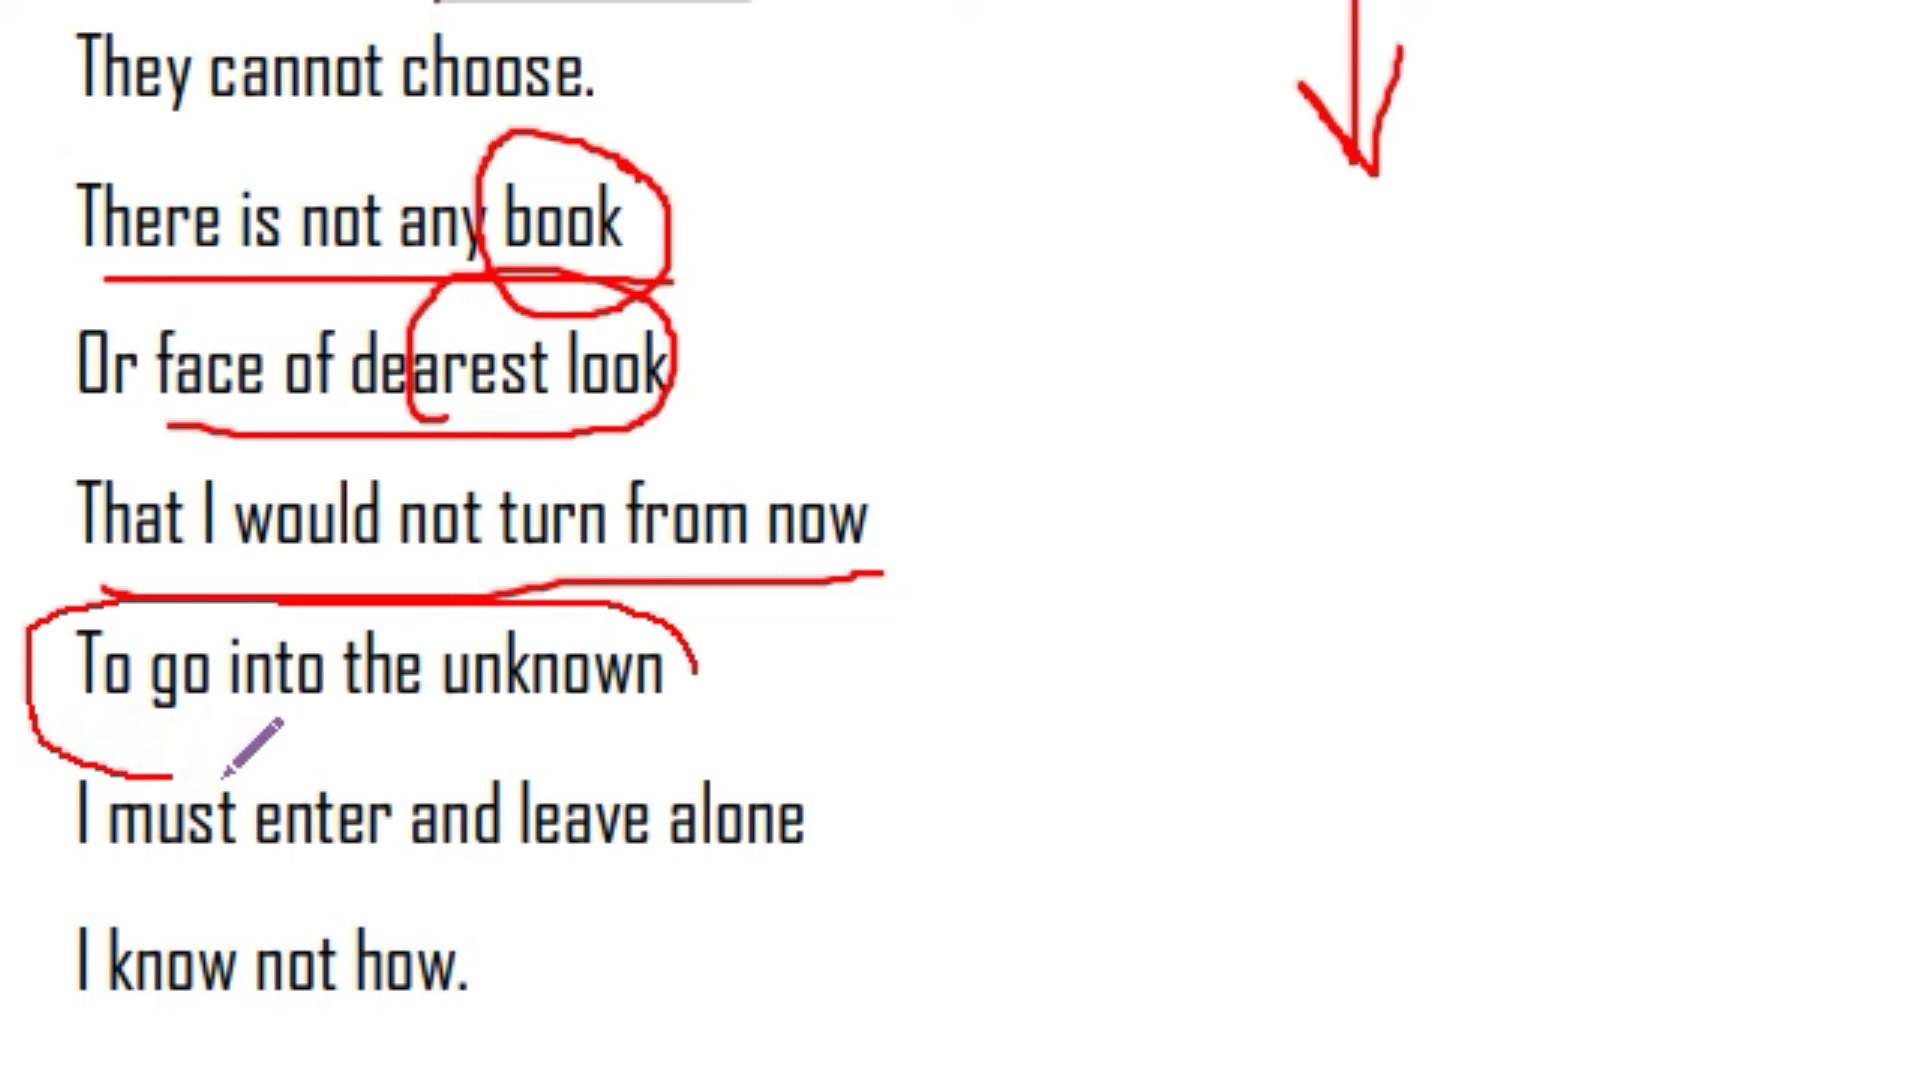 They cannot choose.
There is not any book
Or face of dearest look
That I would not turn from now
To go into the unknown
I must enter and leave alone
I know not how.